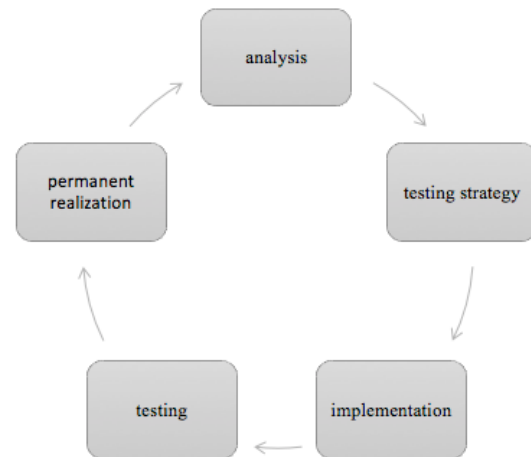 analysis
testing strategy
implementation
testing
permanent
realization